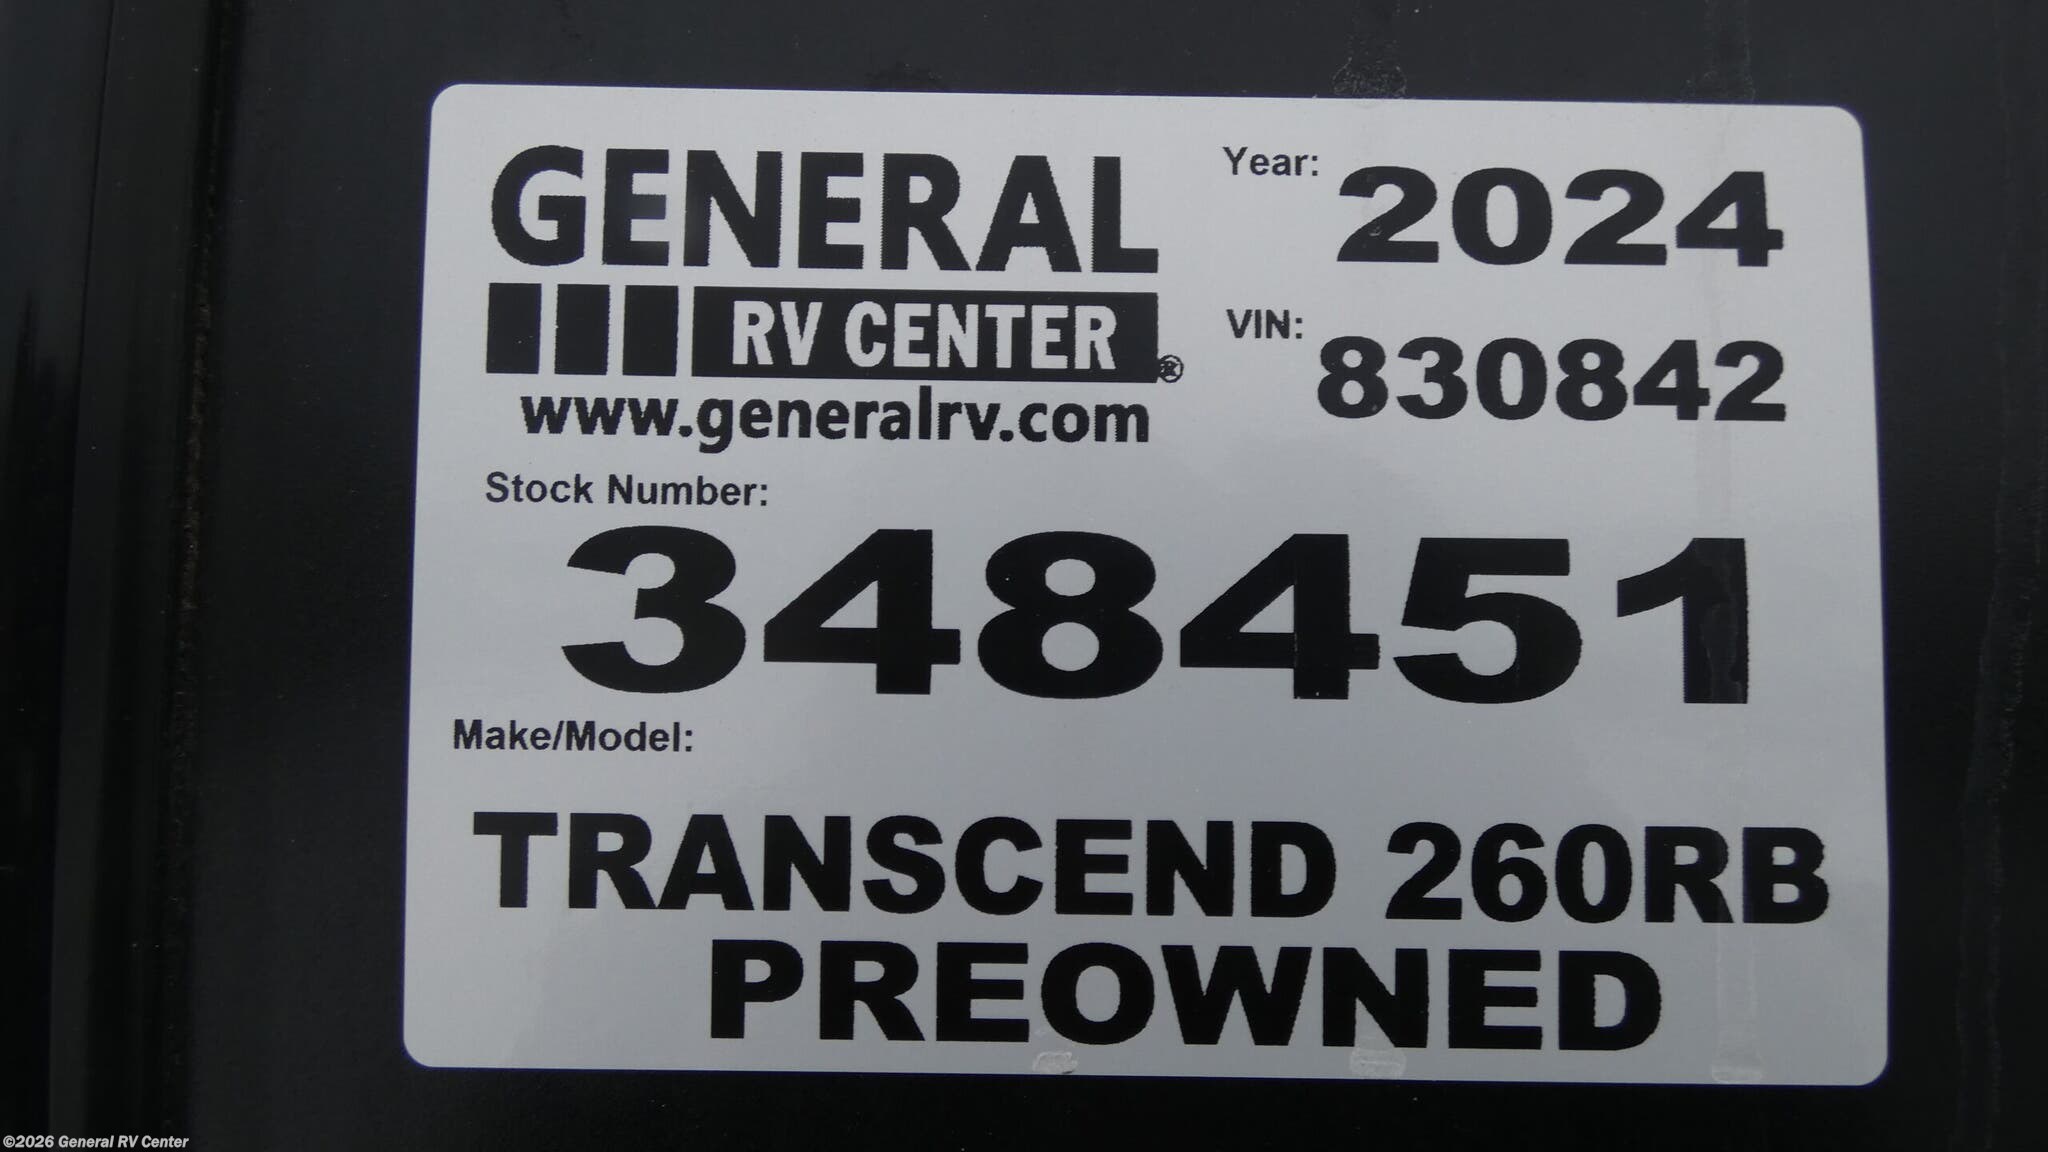 GENERAL
RV CENTER®
www.generalrv.com
Year: 2024
VIN: 830842
Stock Number:
348451
Make/Model:
TRANSCEND 260RB
PREOWNED
©2026 General RV Center